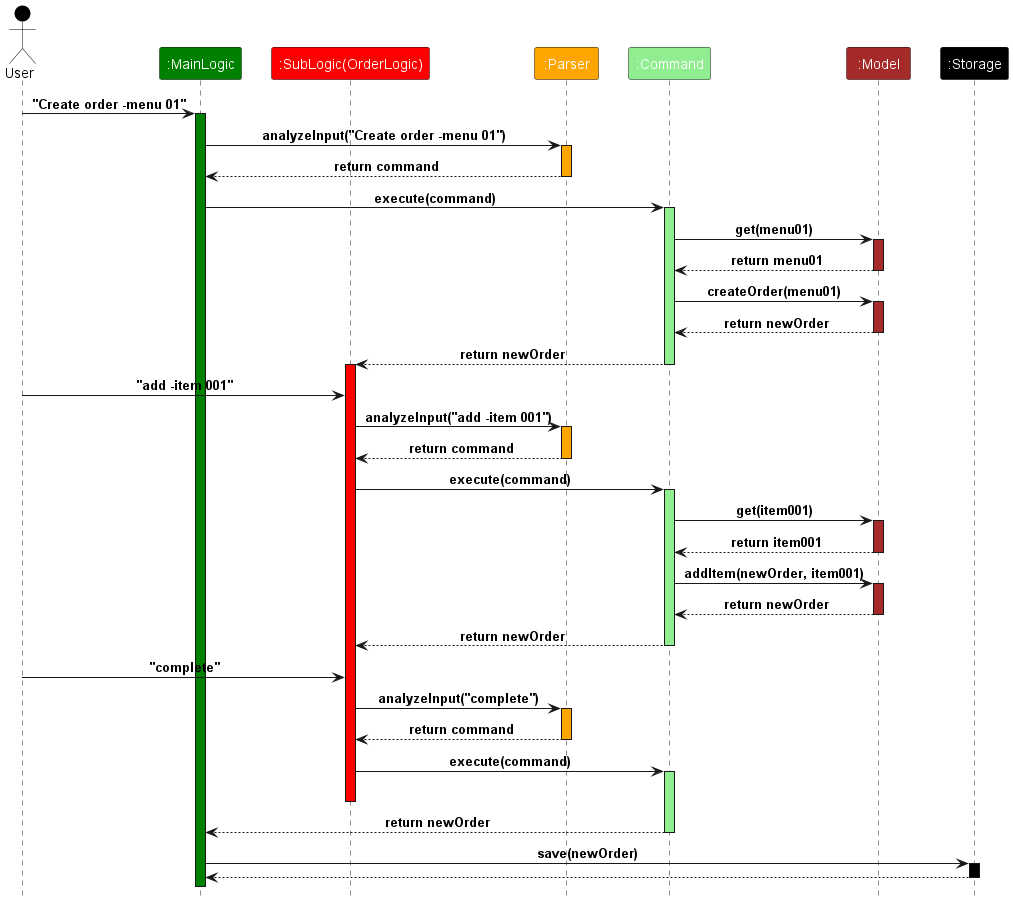 User
:MainLogic
:SubLogic(OrderLogic)
:Parser
:Command
:Model
:Storage
"Create order -menu 01"
analyzeInput("Create order -menu 01")
return command
execute(command)
get(menu01)
return menu01
createOrder(menu01)
return newOrder
return newOrder
"add -item 001"
analyzeInput("add -item 001")
return command
execute(command)
get(item001)
return item001
addItem(newOrder, item001)
return newOrder
return newOrder
"complete"
analyzeInput("complete")
return command
execute(command)
return newOrder
save(newOrder)